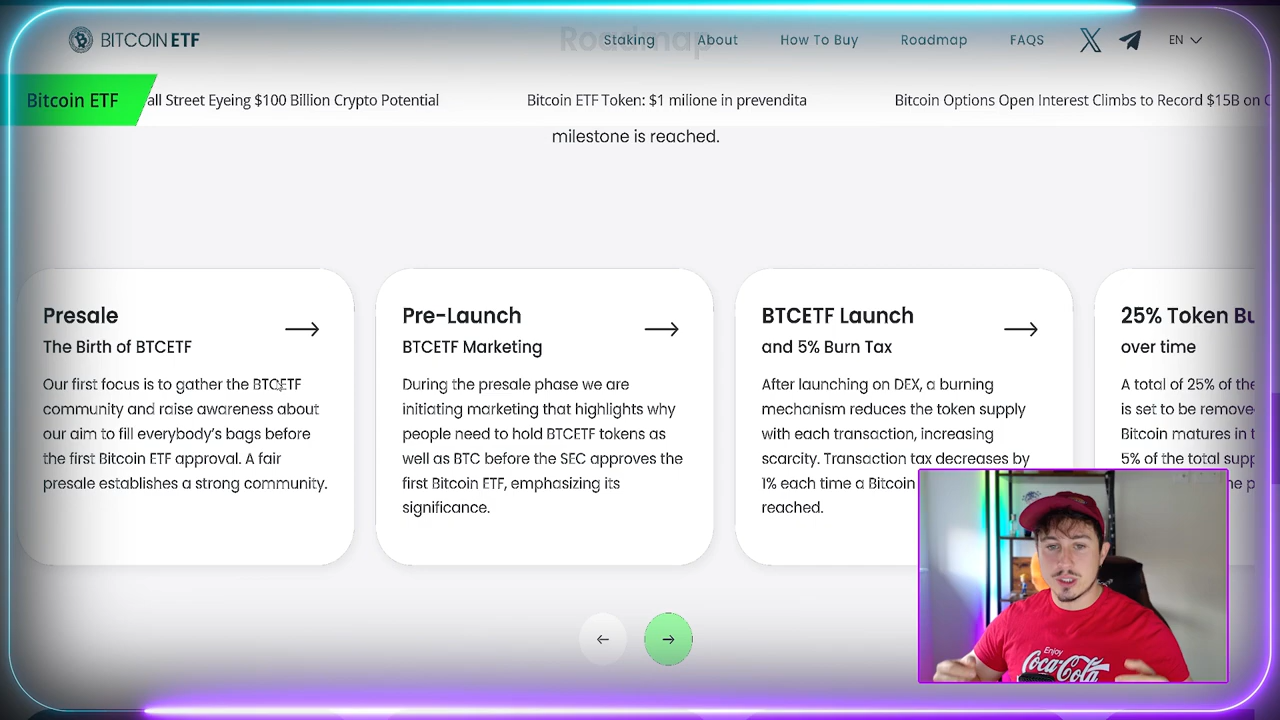 BITCOIN ETF
Roadmap
Staking
About
How To Buy
Roadmap
FAQS
EN
Bitcoin ETF
all Street Eyeing $100 Billion Crypto Potential
Bitcoin ETF Token: $1 milione in prevendita
Bitcoin Options Open Interest Climbs to Record $15B on
milestone is reached.
Presale
The Birth of BTCETF
Our first focus is to gather the BTCETF
community and raise awareness about
our aim to fill everybody's bags before
the first Bitcoin ETF approval. A fair
presale establishes a strong community.
Pre-Launch
BTCETF Marketing
During the presale phase we are
initiating marketing that highlights why
people need to hold BTCETF tokens as
well as BTC before the SEC approves the
first Bitcoin ETF, emphasizing its
significance.
BTCETF Launch
and 5% Burn Tax
After launching on DEX, a burning
mechanism reduces the token supply
with each transaction, increasing
scarcity. Transaction tax decreases by
1% each time a Bitcoin
reached.
25% Token Bu
over time
A total of 25% of the
is set to be remove
Bitcoin matures in t
5% of the total supp
he p
Enjoy
Coca-Cola